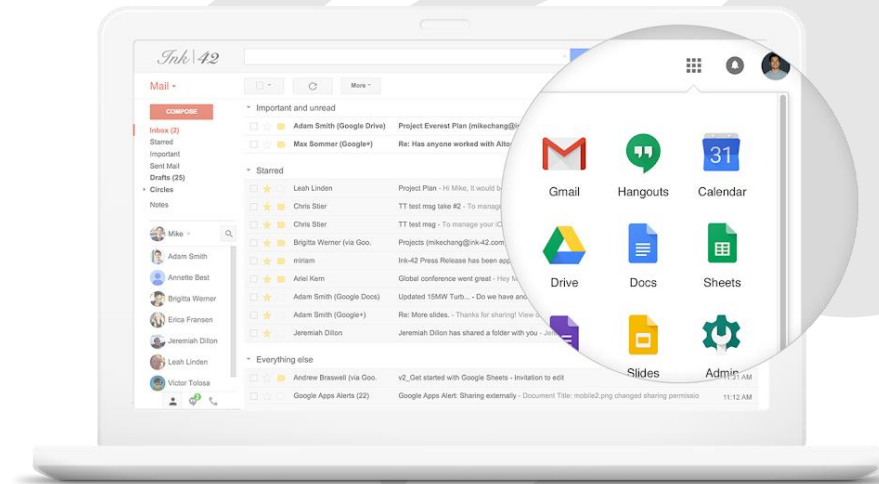 Ink|42
Mail
More
COMPOSE
Inbox (2)
Starred
Important
Sent Mail
Drafts (25)
Circles
Notes
Mike
Adam Smith
Annette Best
Brigitta Werner
Erica Fransen
Jeremiah Dillon
Leah Linden
Victor Tolosa
2
Important and unread
Adam Smith (Google Drive) Project Everest Plan (mikechang@
Max Sommer (Google+) Re: Has anyone worked with
Starred
Leah Linden Project Plan - Hi Mike, It would
Chris Stier TT test msg take #2 - To manage
Chris Stier TT test msg - To manage your
Brigitta Werner (via Goo. Projects (mikechang@ink-42.com
miriam Ink-42 Press Release has been
Ariel Kern Global conference went great - Hey
Adam Smith (Google Docs) Updated 15MW Turb... - Do we have
Adam Smith (Google+) Re: More slides. - Thanks for sharing! View
Jeremiah Dillon Jeremiah Dillon has shared a folder with you -
Everything else
Andrew Braswell (via Goo. v2_Get started with Google Sheets - Invitation to edit 11:31 AM
Google Apps Alerts (22) Google Apps Alert: Sharing externally - Document Title: mobile2.png changed sharing permissio 11:12 AM
31
Gmail Hangouts Calendar
Drive Docs Sheets
Slides Admin